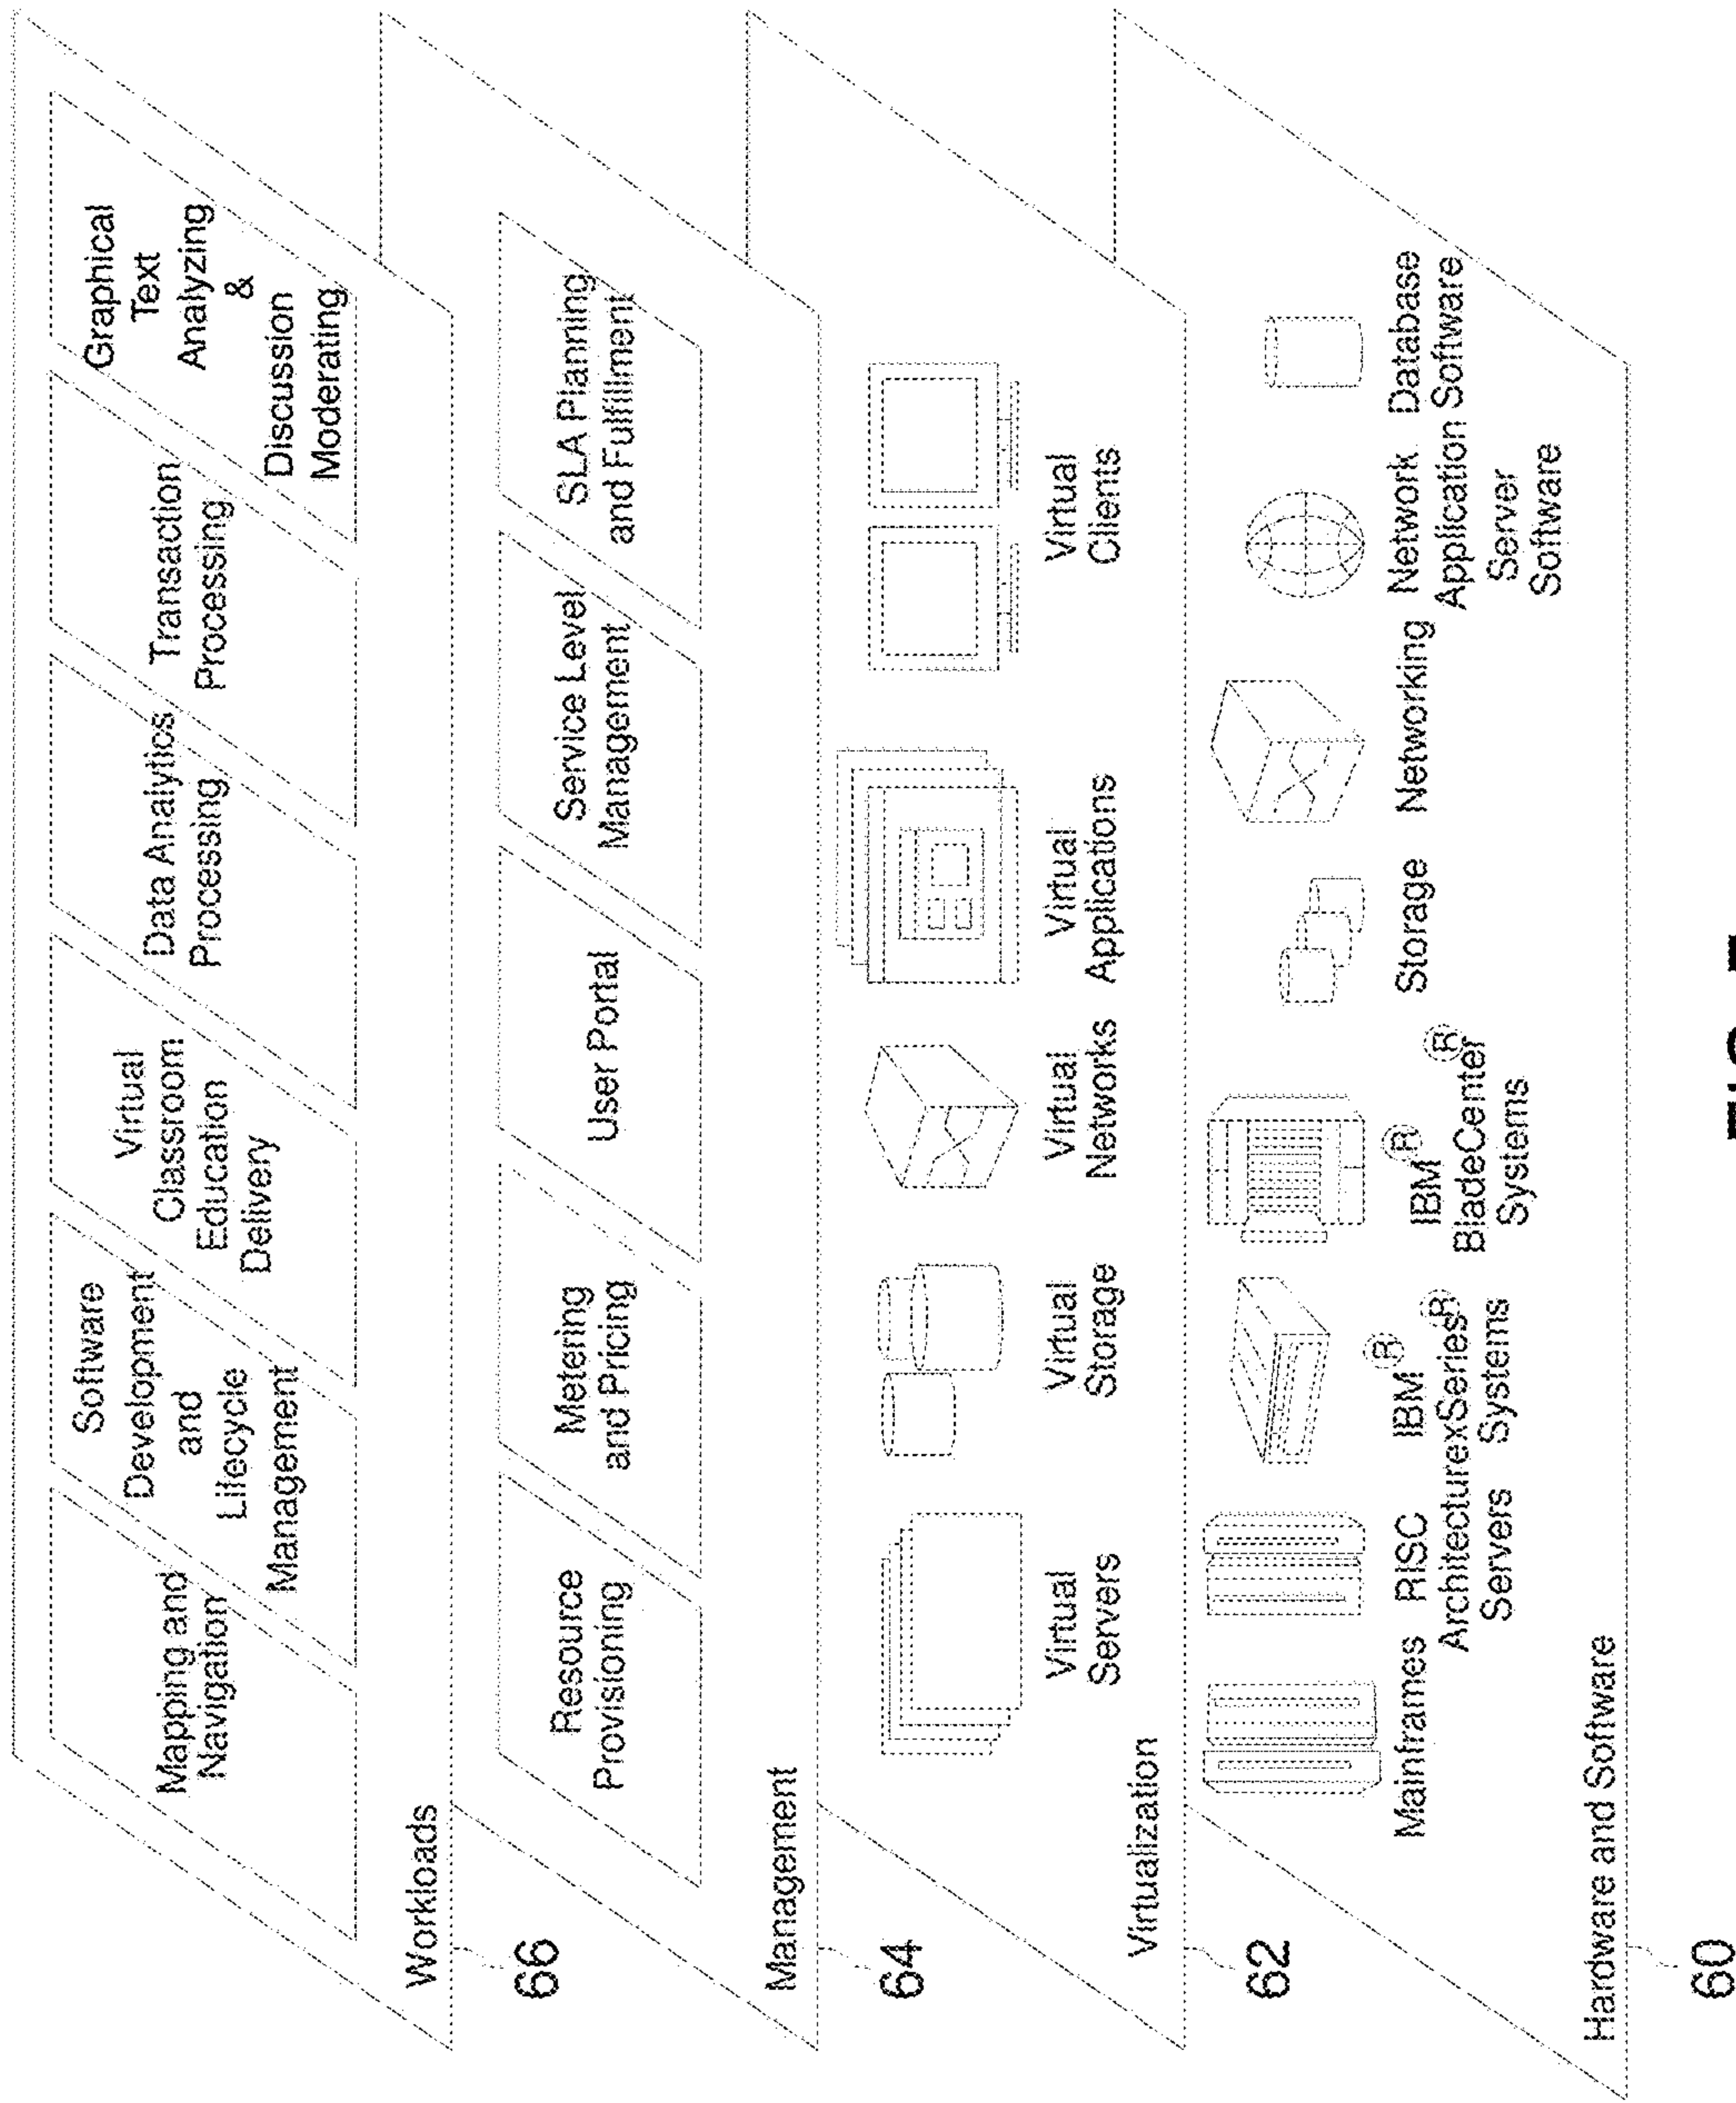 Mapping and
Navigation
Software
Development
and
Lifecycle
Management
Virtual
Classroom
Education
Delivery
Data Analytics
Processing
Transaction
Processing
Graphical
Text
Analyzing
&
Discussion
Moderating
Workloads
66
Resource
Provisioning
Metering
and Pricing
User Portal
Service Level
Management
SLA Planning
and Fulfillment
Management
64
Virtual
Servers
Virtual
Storage
Virtual
Networks
Virtual
Applications
Virtual
Clients
Virtualization
62
Mainframes
RISC
Architecture
Servers
IBM®
xSeries®
Systems
IBM®
BladeCenter®
Systems
Storage
Networking
Network
Application
Server
Software
Database
Software
Hardware and Software
60